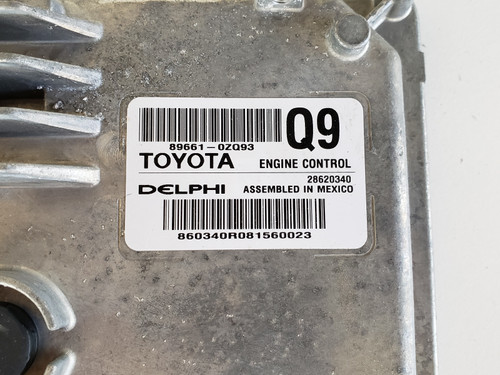 89661-0ZQ93
Q9
TOYOTA ENGINE CONTROL
28620340
DELPHI ASSEMBLED IN MEXICO
860340R081560023